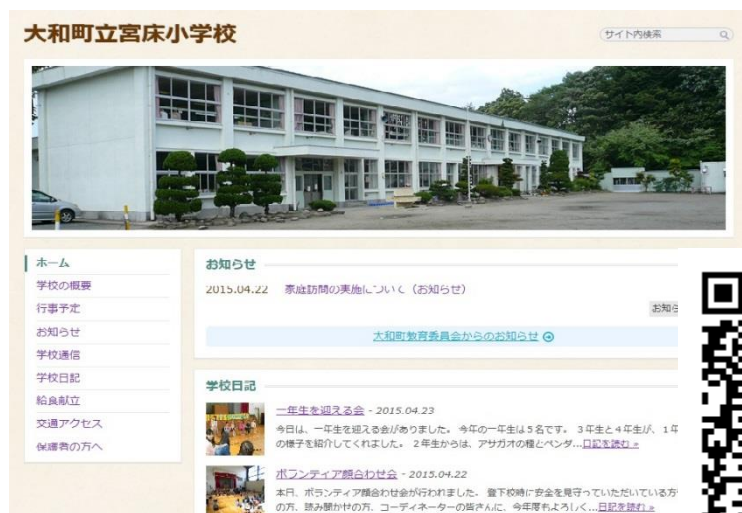 大和町立宮床小学校
サイト内検索
ホーム
学校の概要
行事予定
お知らせ
学校通信
学校日記
給食献立
交通アクセス
保護者の方へ
お知らせ
2015.04.22 家庭訪問の実施について（お知らせ）
お知ら
大和町教育委員会からのお知らせ
学校日記
一年生を迎える会 - 2015.04.23
今日は、一年生を迎える会がありました。 今年の一年生は５名です。 ３年生と４年生が、１年
の様子を紹介してくれました。 ２年生からは、アサガオの種とペンダ...日記を読む »
ボランティア顔合わせ会 - 2015.04.22
本日、ボランティア顔合わせ会が行われました。 登下校時に安全を見守っていただいている方
の方、読み聞かせの方、コーディネーターの皆さんに、今年度もよろしく...日記を読む »